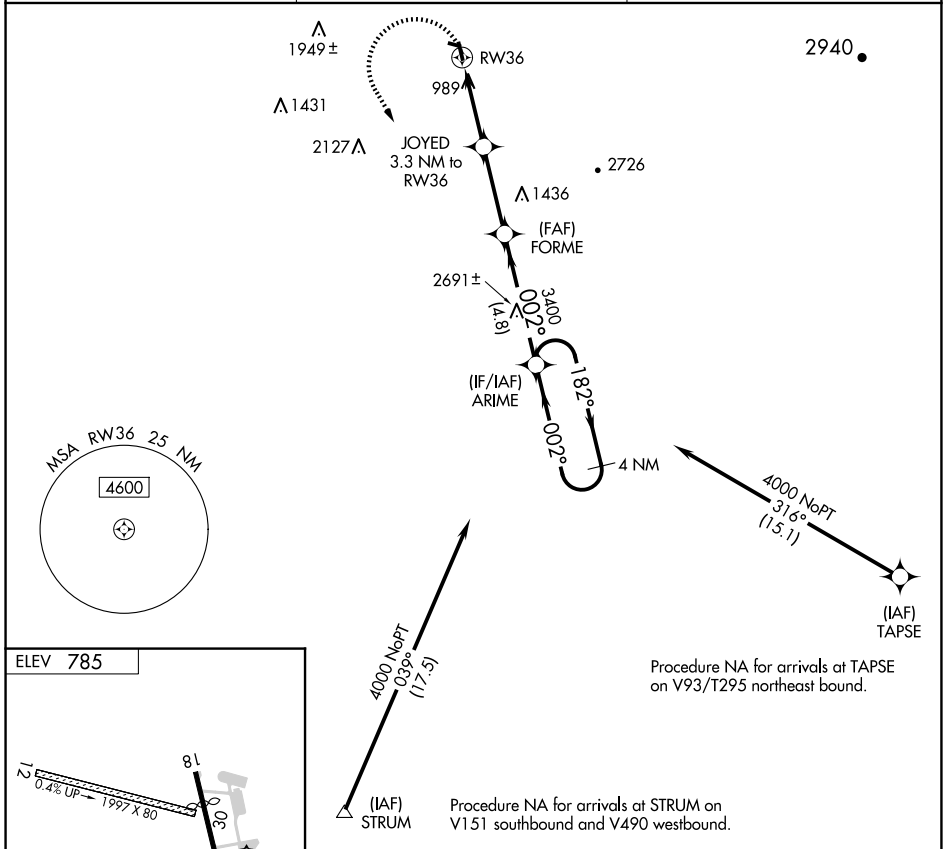 1949±
RW36
2940
989
1431
2127
JOYED
3.3 NM to
RW36
2726
1436
(FAF)
FORME
2691±
3400
002°
(4.8)
(IF/IAF)
ARIME
182°
002°
4 NM
MSA RW36 25 NM
4600
4000 NoPT
316°
(15.1)
(IAF)
TAPSE
4000 NoPT
039°
(17.5)
Procedure NA for arrivals at TAPSE
on V93/T295 northeast bound.
ELEV 785
18
12
0.4% UP
1997 X 80
30
(IAF)
STRUM
Procedure NA for arrivals at STRUM on
V151 southbound and V490 westbound.